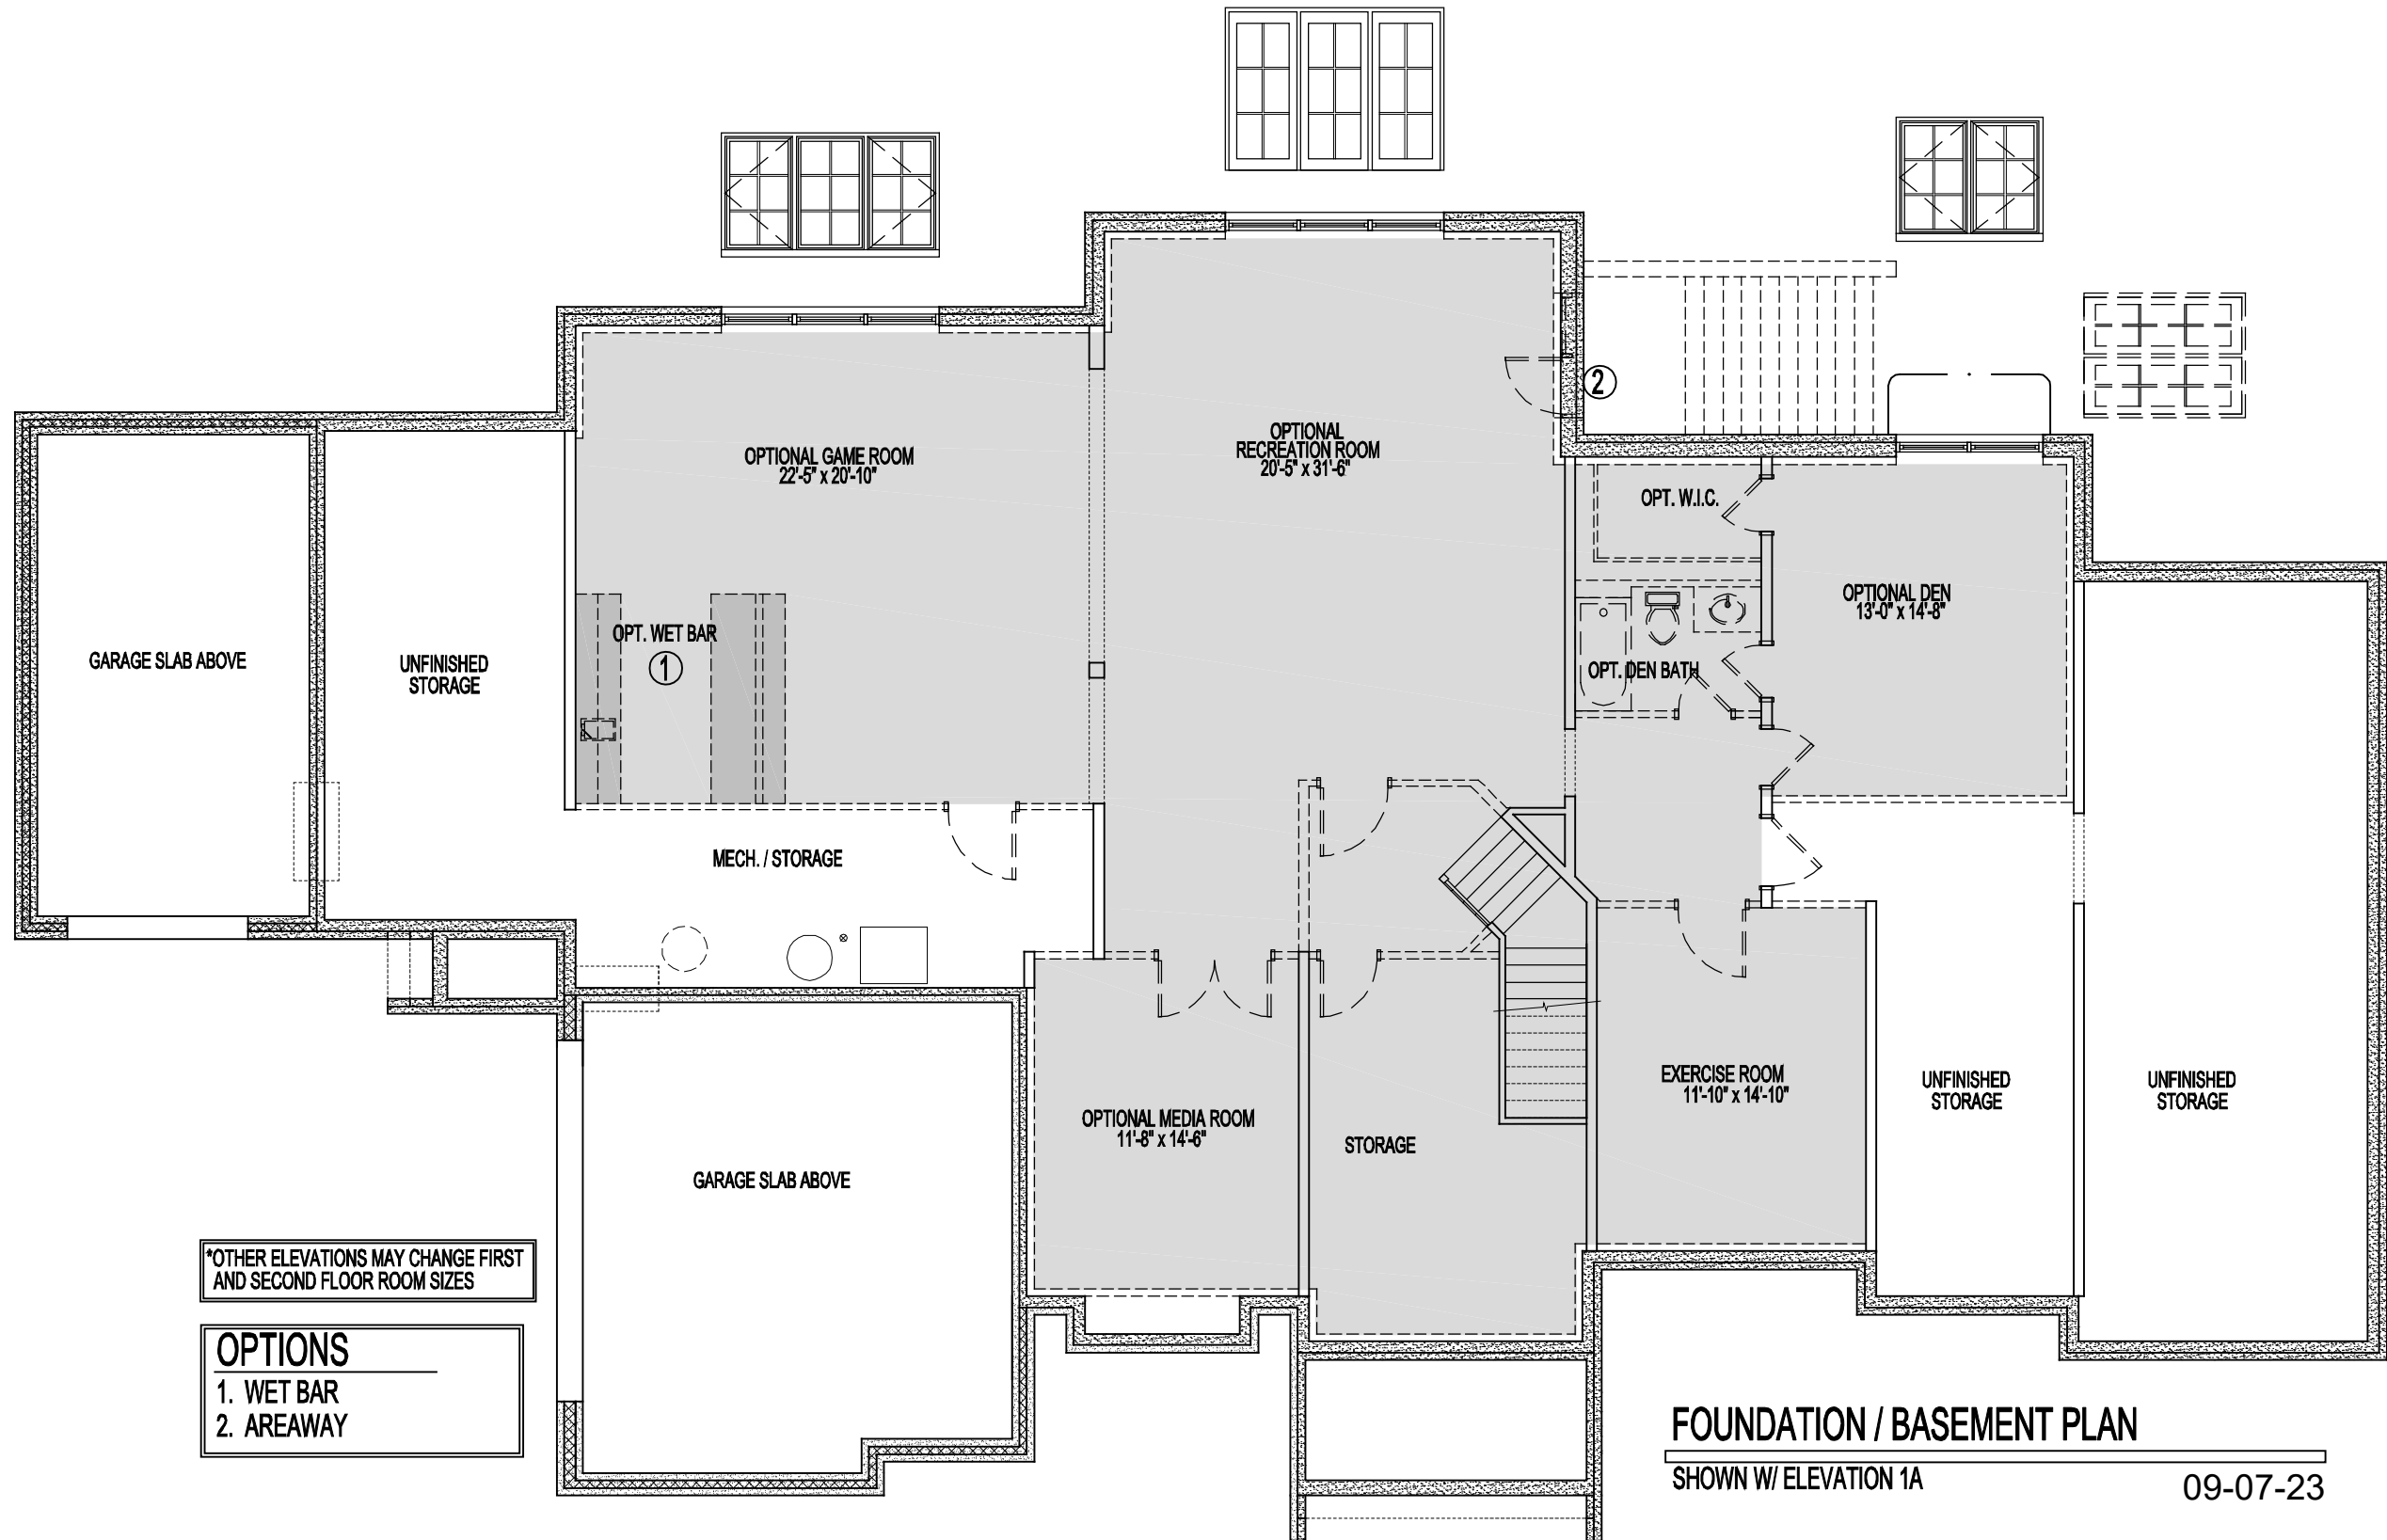 OPTIONAL GAME ROOM
22'-5" x 20'-10"
OPTIONAL
RECREATION ROOM
20'-5" x 31'-6"
2
OPT. W.I.C.
OPTIONAL DEN
13'-0" x 14'-8"
OPT. WET BAR
1
GARAGE SLAB ABOVE
UNFINISHED
STORAGE
OPT. DEN BATH
MECH. / STORAGE
EXERCISE ROOM
11'-10" x 14'-10"
UNFINISHED
STORAGE
UNFINISHED
STORAGE
OPTIONAL MEDIA ROOM
11'-8" x 14'-6"
STORAGE
GARAGE SLAB ABOVE
*OTHER ELEVATIONS MAY CHANGE FIRST
AND SECOND FLOOR ROOM SIZES
OPTIONS
1. WET BAR
2. AREAWAY
FOUNDATION / BASEMENT PLAN
SHOWN W/ ELEVATION 1A
09-07-23